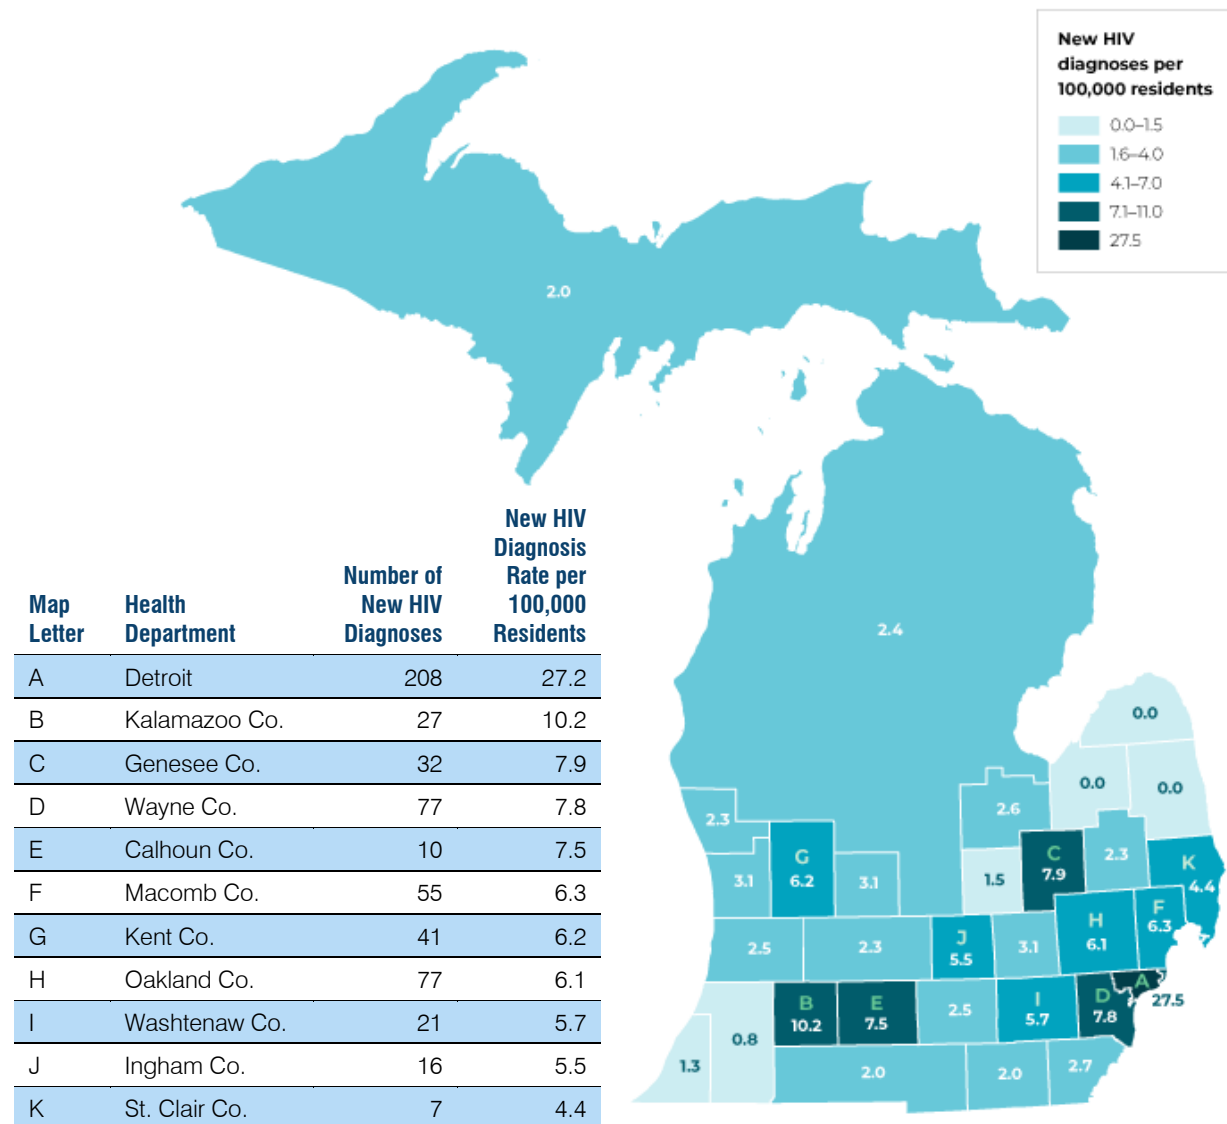 New HIV
diagnoses per
100,000 residents
0.0–1.5
1.6–4.0
4.1–7.0
7.1–11.0
27.5
2.0
2.4
0.0
0.0
0.0
2.3
2.6
G
6.2
C
7.9
2.3
K
4.4
3.1
3.1
1.5
F
6.3
H
6.1
2.5
2.3
J
5.5
3.1
A
27.5
B
10.2
E
7.5
2.5
I
5.7
D
7.8
0.8
1.3
2.0
2.0
2.7
Map Letter Health Department Number of New HIV Diagnoses New HIV Diagnosis Rate per 100,000 Residents
A Detroit 208 27.2
B Kalamazoo Co. 27 10.2
C Genesee Co. 32 7.9
D Wayne Co. 77 7.8
E Calhoun Co. 10 7.5
F Macomb Co. 55 6.3
G Kent Co. 41 6.2
H Oakland Co. 77 6.1
I Washtenaw Co. 21 5.7
J Ingham Co. 16 5.5
K St. Clair Co. 7 4.4